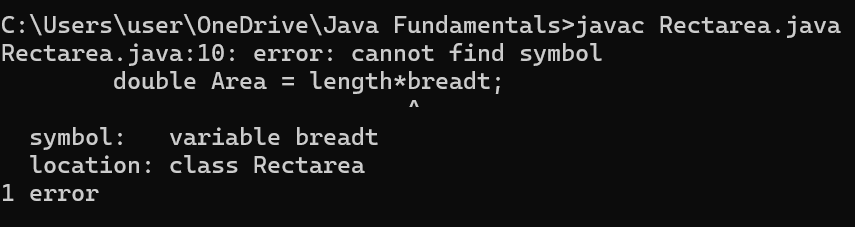 C:\Users\user\OneDrive\Java Fundamentals>javac Rectarea.java
Rectarea.java:10: error: cannot find symbol
        double Area = length*breadt;
                             ^
  symbol:   variable breadt
  location: class Rectarea
1 error